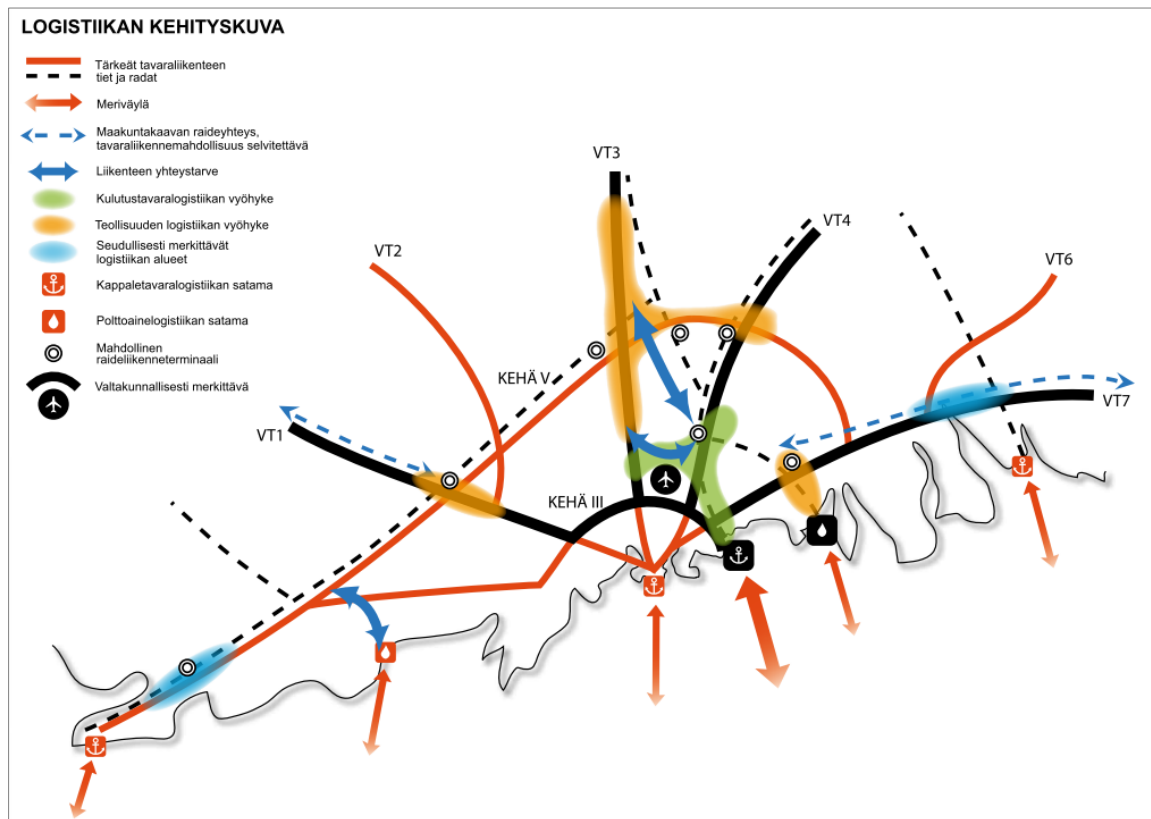 LOGISTIIKAN KEHITYSKUVA
Tärkeät tavaraliikenteen
tiet ja radat
Meriväylä
Maakuntakaavan raideyhteys,
tavaraliikennemahdollisuus selvitettävä
Liikenteen yhteystarve
Kulutustavaralogistiikan vyöhyke
Teollisuuden logistiikan vyöhyke
Seudullisesti merkittävät
logistiikan alueet
Kappaletavaralogistiikan satama
Polttoainelogistiikan satama
Mahdollinen
raideliikenneterminaali
Valtakunnallisesti merkittävä
VT3
VT4
VT2
VT6
KEHÄ V
VT7
VT1
KEHÄ III